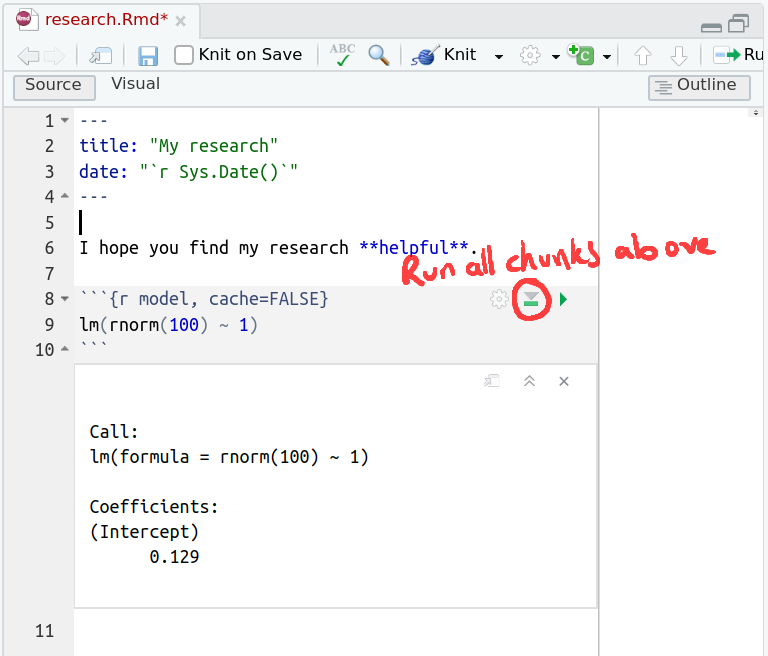 research.Rmd*
Knit on Save ABC Knit C Ru
Source Visual Outline
1 ---
2 title: "My research"
3 date: "`r Sys.Date()`"
4 ---
5
6 I hope you find my research **helpful**.
Run all chunks above
7
8 ```{r model, cache=FALSE}
9 lm(rnorm(100) ~ 1)
10 ```
Call:
lm(formula = rnorm(100) ~ 1)
Coefficients:
(Intercept)
0.129
11